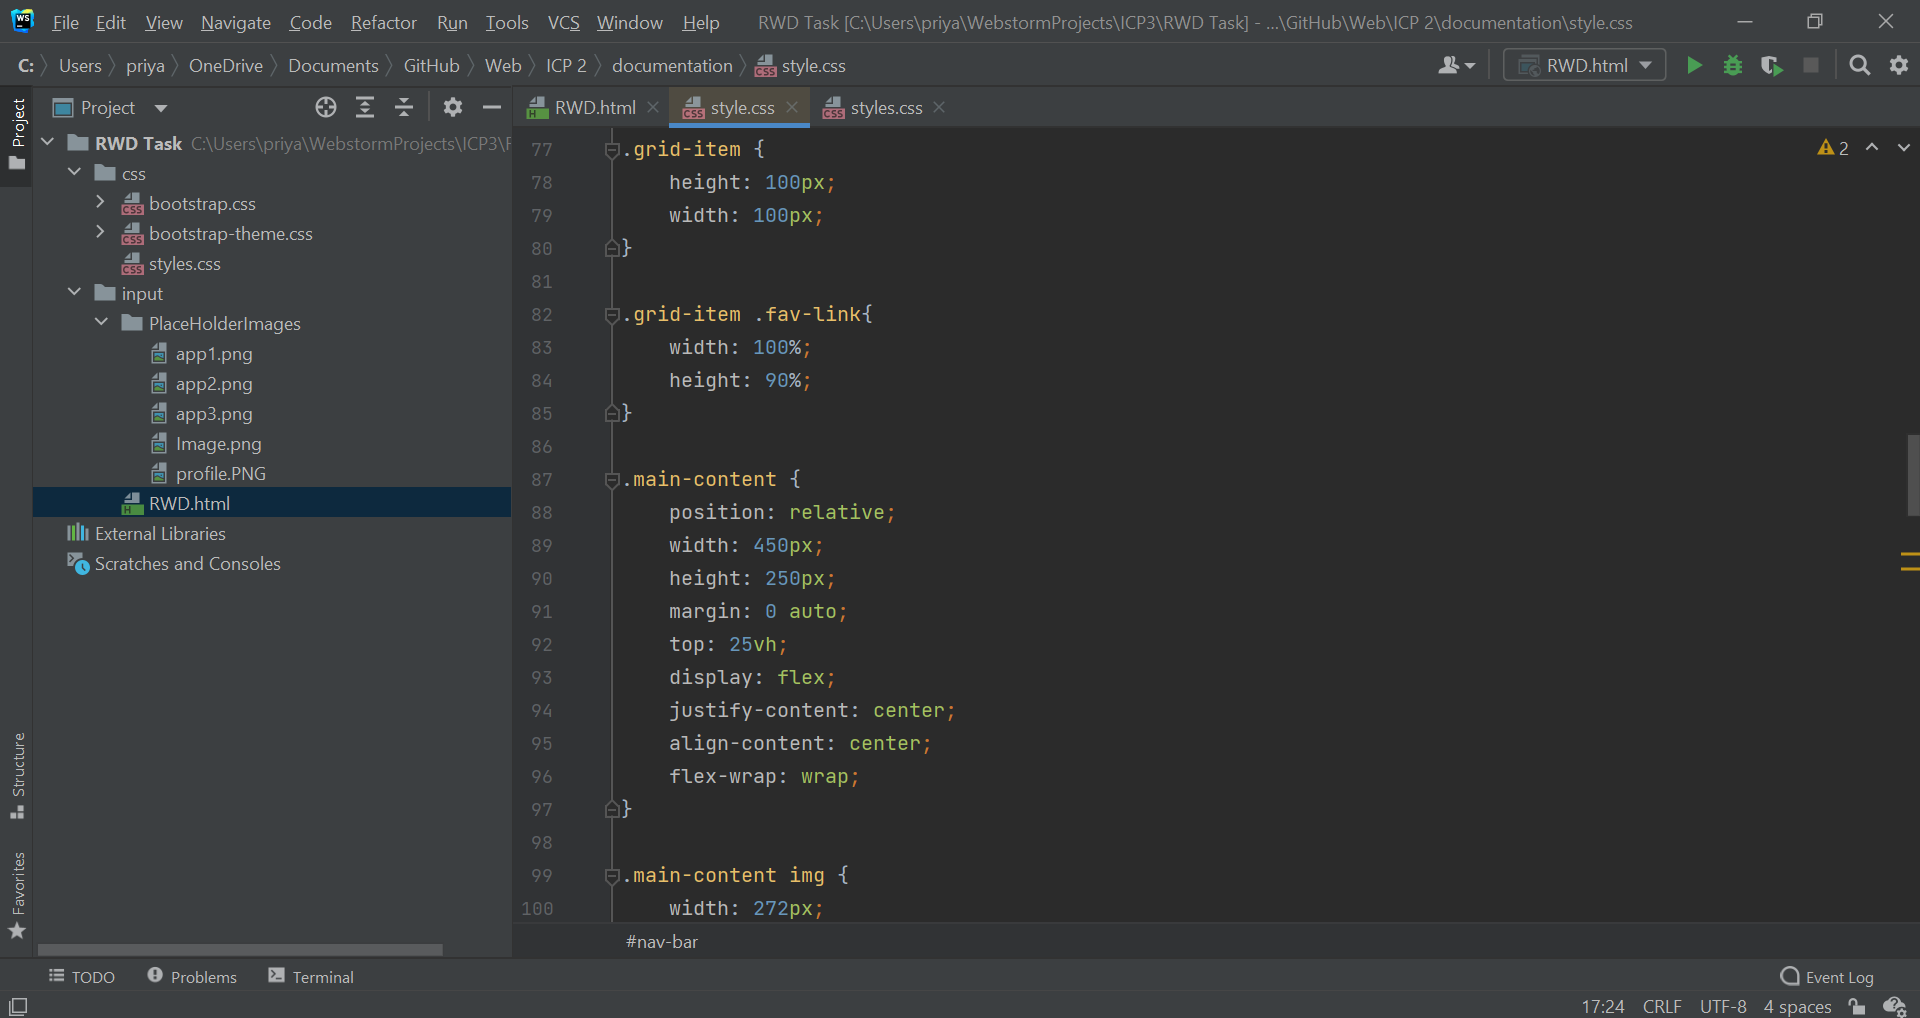 WS File Edit View Navigate Code Refactor Run Tools VCS Window Help RWD Task [C:\Users\priya\WebstormProjects\ICP3\RWD Task] - ...\GitHub\Web\ICP 2\documentation\style.css
C: Users priya OneDrive Documents GitHub Web ICP 2 documentation style.css RWD.html
Project
RWD.html style.css styles.css
Project
RWD Task C:\Users\priya\WebstormProjects\ICP3\
css
bootstrap.css
bootstrap-theme.css
styles.css
input
PlaceHolderImages
app1.png
app2.png
app3.png
Image.png
profile.PNG
RWD.html
External Libraries
Scratches and Consoles
Structure
Favorites
2
77 .grid-item {
78 height: 100px;
79 width: 100px;
80 }
81
82 .grid-item .fav-link{
83 width: 100%;
84 height: 90%;
85 }
86
87 .main-content {
88 position: relative;
89 width: 450px;
90 height: 250px;
91 margin: 0 auto;
92 top: 25vh;
93 display: flex;
94 justify-content: center;
95 align-content: center;
96 flex-wrap: wrap;
97 }
98
99 .main-content img {
100 width: 272px;
#nav-bar
TODO Problems Terminal Event Log
17:24 CRLF UTF-8 4 spaces